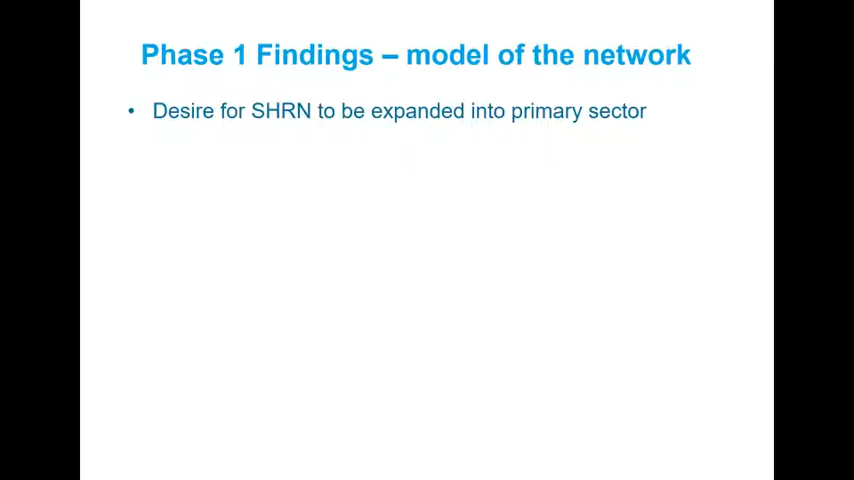 Phase 1 Findings – model of the network
• Desire for SHRN to be expanded into primary sector